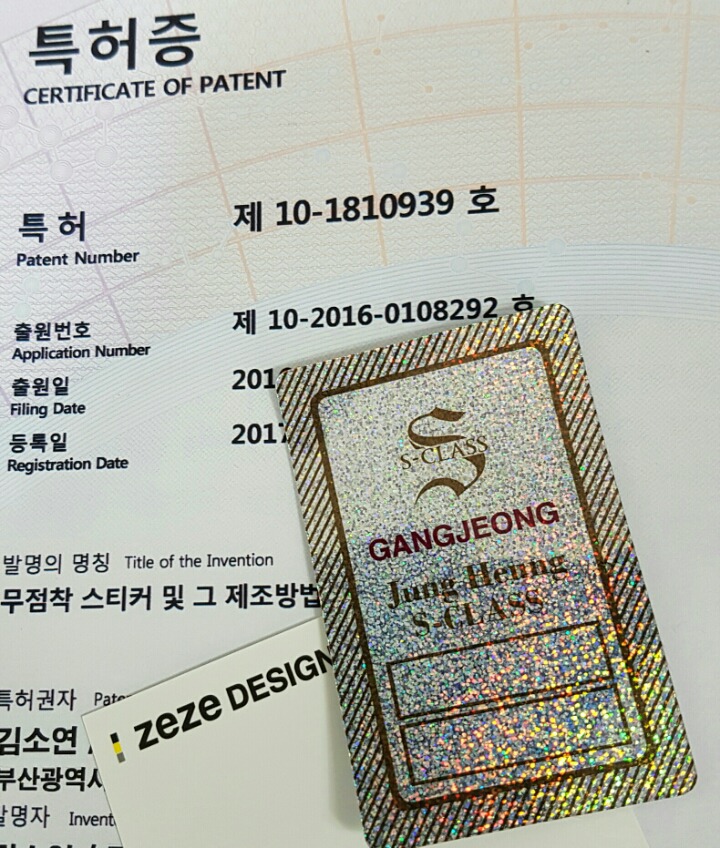 특허증
CERTIFICATE OF PATENT
특허 제 10-1810939 호
Patent Number
출원번호 제 10-2016-0108292 호
Application Number
출원일 201
Filing Date
등록일 2017
Registration Date
발명의 명칭 Title of the Invention
무점착 스티커 및 그 제조방법
특허권자
김소연
부산광역시
발명자
zeze DESIGN
S-CLASS
GANGJEONG
Jung Heung
S-CLASS